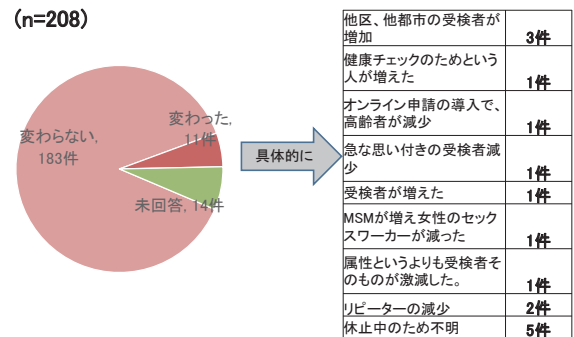 (n=208)
変わらない,
183件
変わった,
11件
未回答, 14件
具体的に
他区、他都市の受検者が
増加
3件
健康チェックのためという
人が増えた
1件
オンライン申請の導入で、
高齢者が減少
1件
急な思い付きの受検者減
少
1件
受検者が増えた
1件
MSMが増え女性のセック
スワーカーが減った
1件
属性というよりも受検者そ
のものが激減した。
1件
リピーターの減少
2件
休止中のため不明
5件